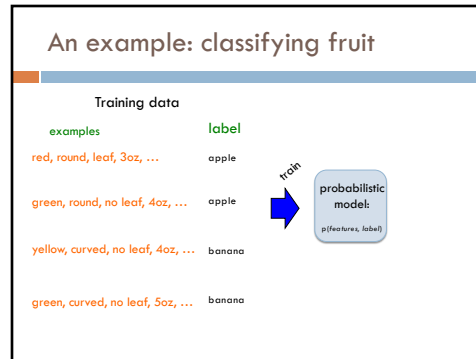 An example: classifying fruit
Training data
examples
label
red, round, leaf, 3oz, …
apple
green, round, no leaf, 4oz, …
apple
yellow, curved, no leaf, 4oz, …
banana
green, curved, no leaf, 5oz, …
banana
train
probabilistic
model:
p(features, label)